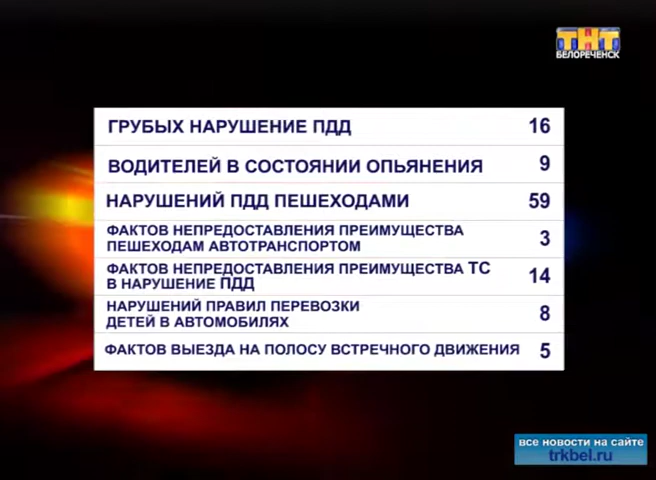 ТНТ
БЕЛОРЕЧЕНСК
ГРУБЫХ НАРУШЕНИЕ ПДД 16
ВОДИТЕЛЕЙ В СОСТОЯНИИ ОПЬЯНЕНИЯ 9
НАРУШЕНИЙ ПДД ПЕШЕХОДАМИ 59
ФАКТОВ НЕПРЕДОСТАВЛЕНИЯ ПРЕИМУЩЕСТВА
ПЕШЕХОДАМ АВТОТРАНСПОРТОМ 3
ФАКТОВ НЕПРЕДОСТАВЛЕНИЯ ПРЕИМУЩЕСТВА ТС
В НАРУШЕНИЕ ПДД 14
НАРУШЕНИЙ ПРАВИЛ ПЕРЕВОЗКИ
ДЕТЕЙ В АВТОМОБИЛЯХ 8
ФАКТОВ ВЫЕЗДА НА ПОЛОСУ ВСТРЕЧНОГО ДВИЖЕНИЯ 5
все новости на сайте
trkbel.ru